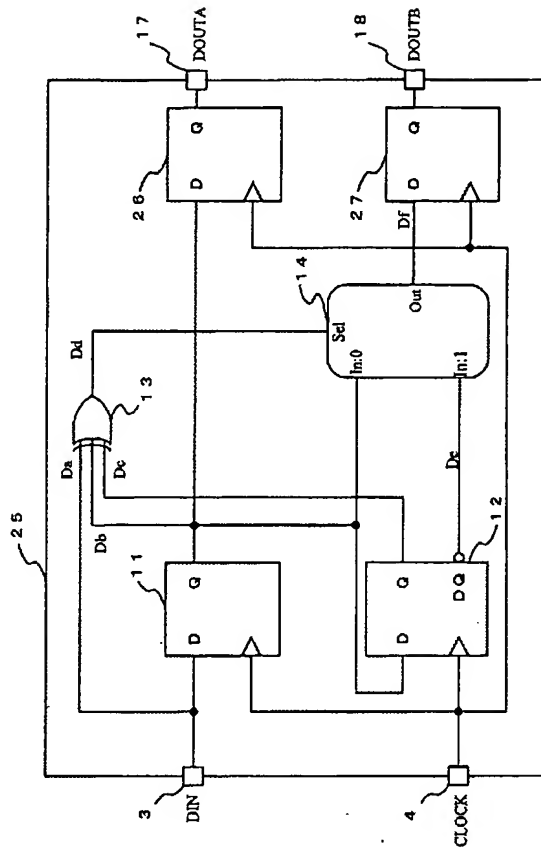 25
Dd
Da
13
Dc
Db
11
26
17
D Q
D Q
3
DIN
DOUTA
14
Sel
In:0
Out
Df
27
18
D Q
D Q
DOUTB
In:1
De
D Q
12
4
CLOCK